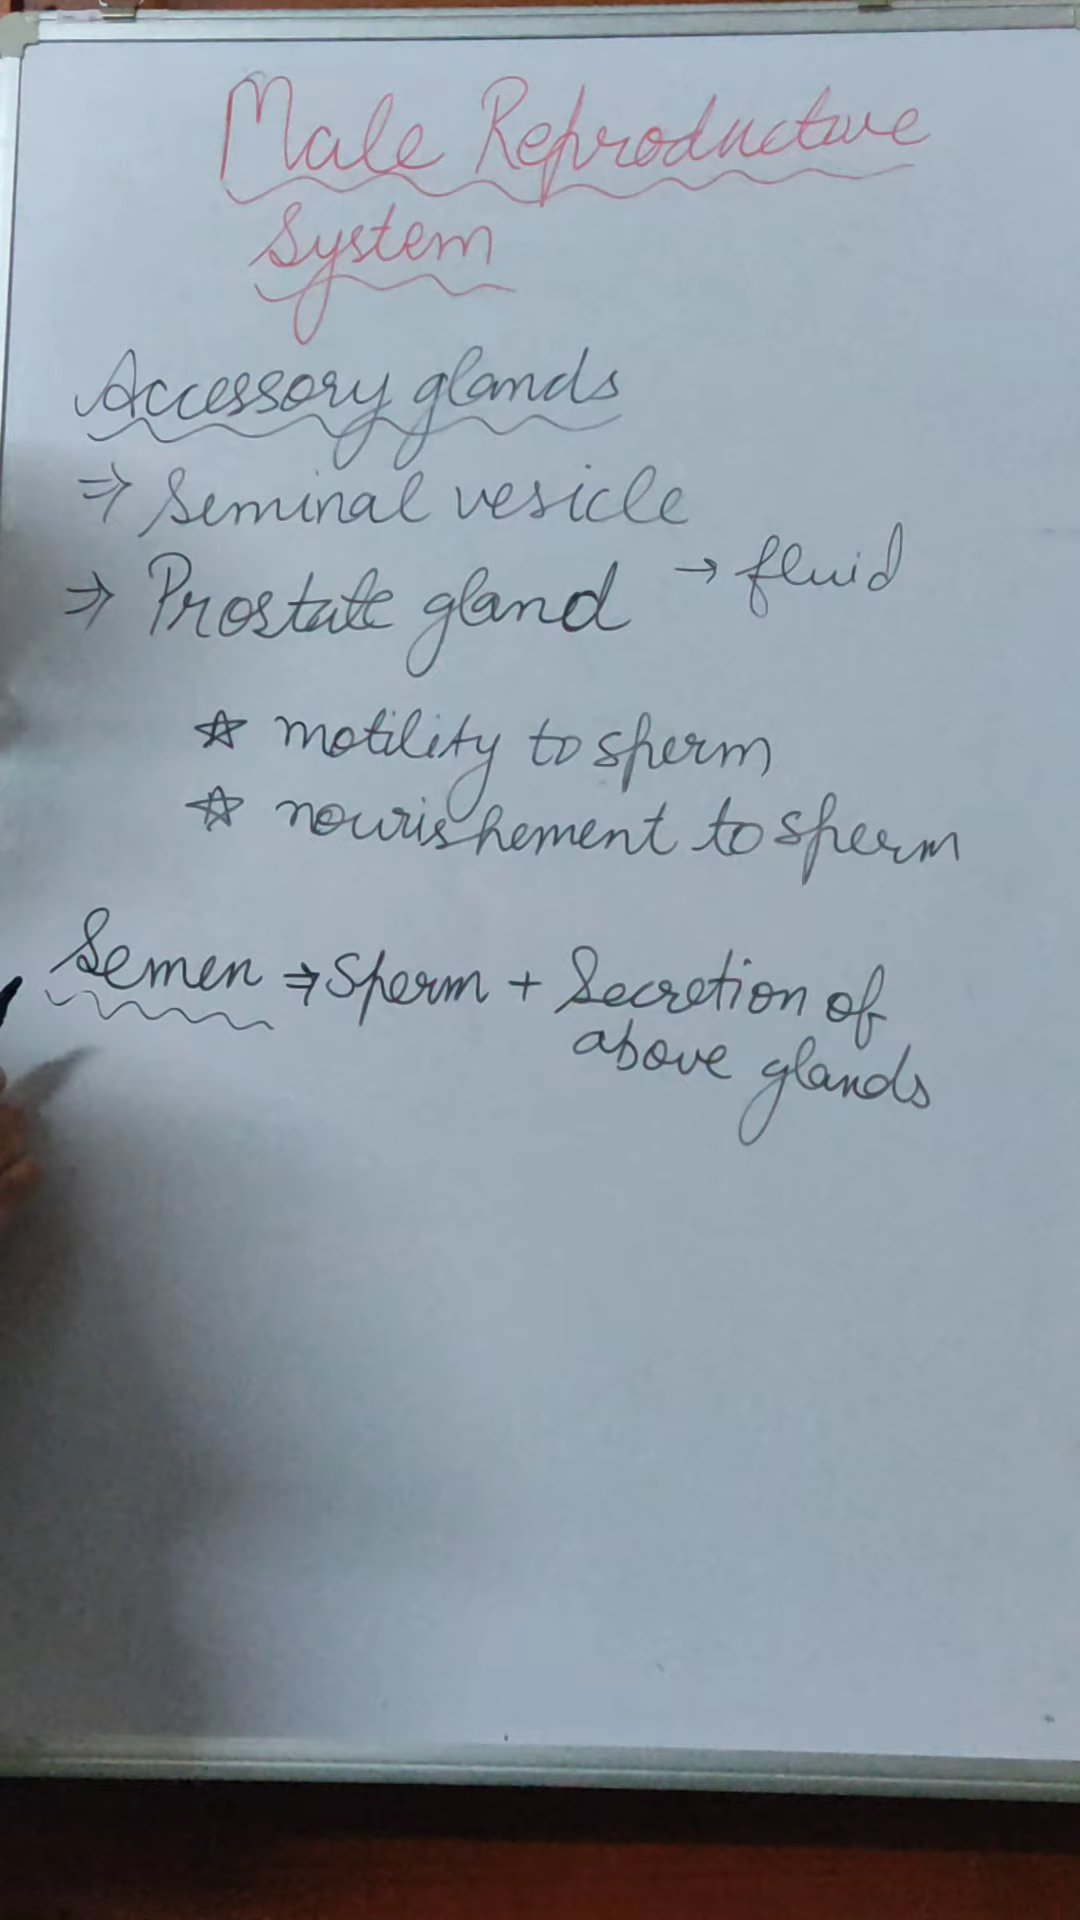 Male Reproductive
System
Accessory glands
⇒ Seminal vesicle
⇒ Prostate gland → fluid
☆ motility to sperm
☆ nourishement to sperm
Semen ⇒ Sperm + Secretion of
above glands